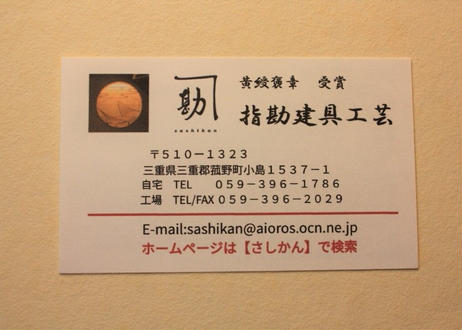 勘
sashikan
黄綬褒章　受賞
指勘建具工芸
〒５１０－１３２３
三重県三重郡菰野町小島１５３７－１
自宅　TEL　０５９－３９６－１７８６
工場　TEL/FAX ０５９－３９６－２０２９
E-mail:sashikan@aioros.ocn.ne.jp
ホームページは【さしかん】で検索